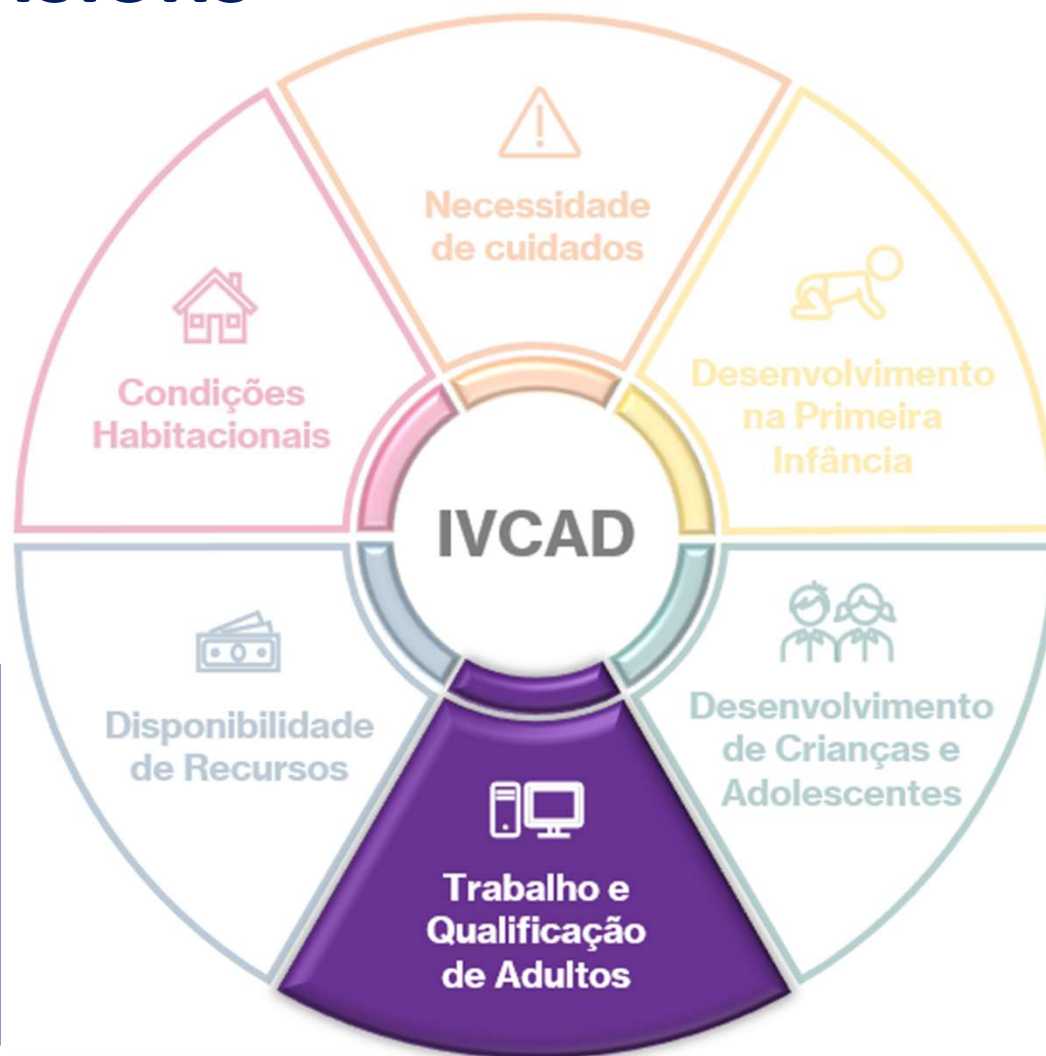 Necessidade
de cuidados
Desenvolvimento
na Primeira
Infância
Condições
Habitacionais
IVCAD
Desenvolvimento
de Crianças e
Adolescentes
Disponibilidade
de Recursos
Trabalho e
Qualificação
de Adultos